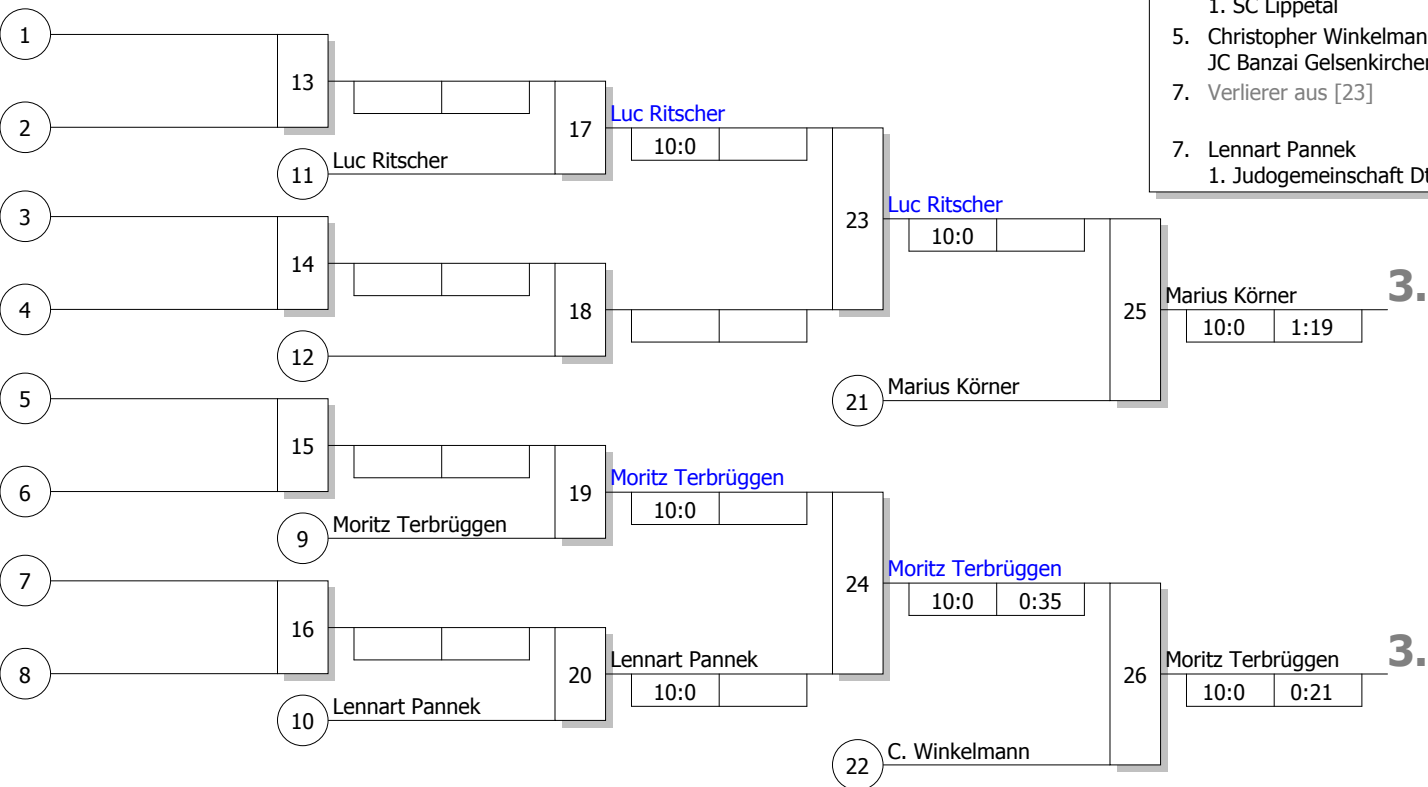 1. SC Lippetal
5. Christopher Winkelman
JC Banzai Gelsenkirchen
7. Verlierer aus [23]
7. Lennart Pannek
1. Judogemeinschaft Dt
1
13
2
17
Luc Ritscher
10:0
11
Luc Ritscher
3
23
Luc Ritscher
10:0
14
4
18
25
Marius Körner
3.
10:0 1:19
12
5
21
Marius Körner
15
6
19
Moritz Terbrüggen
10:0
9
Moritz Terbrüggen
7
24
Moritz Terbrüggen
10:0 0:35
16
8
20
Lennart Pannek
10:0
26
Moritz Terbrüggen
3.
10:0 0:21
10
Lennart Pannek
22
C. Winkelmann